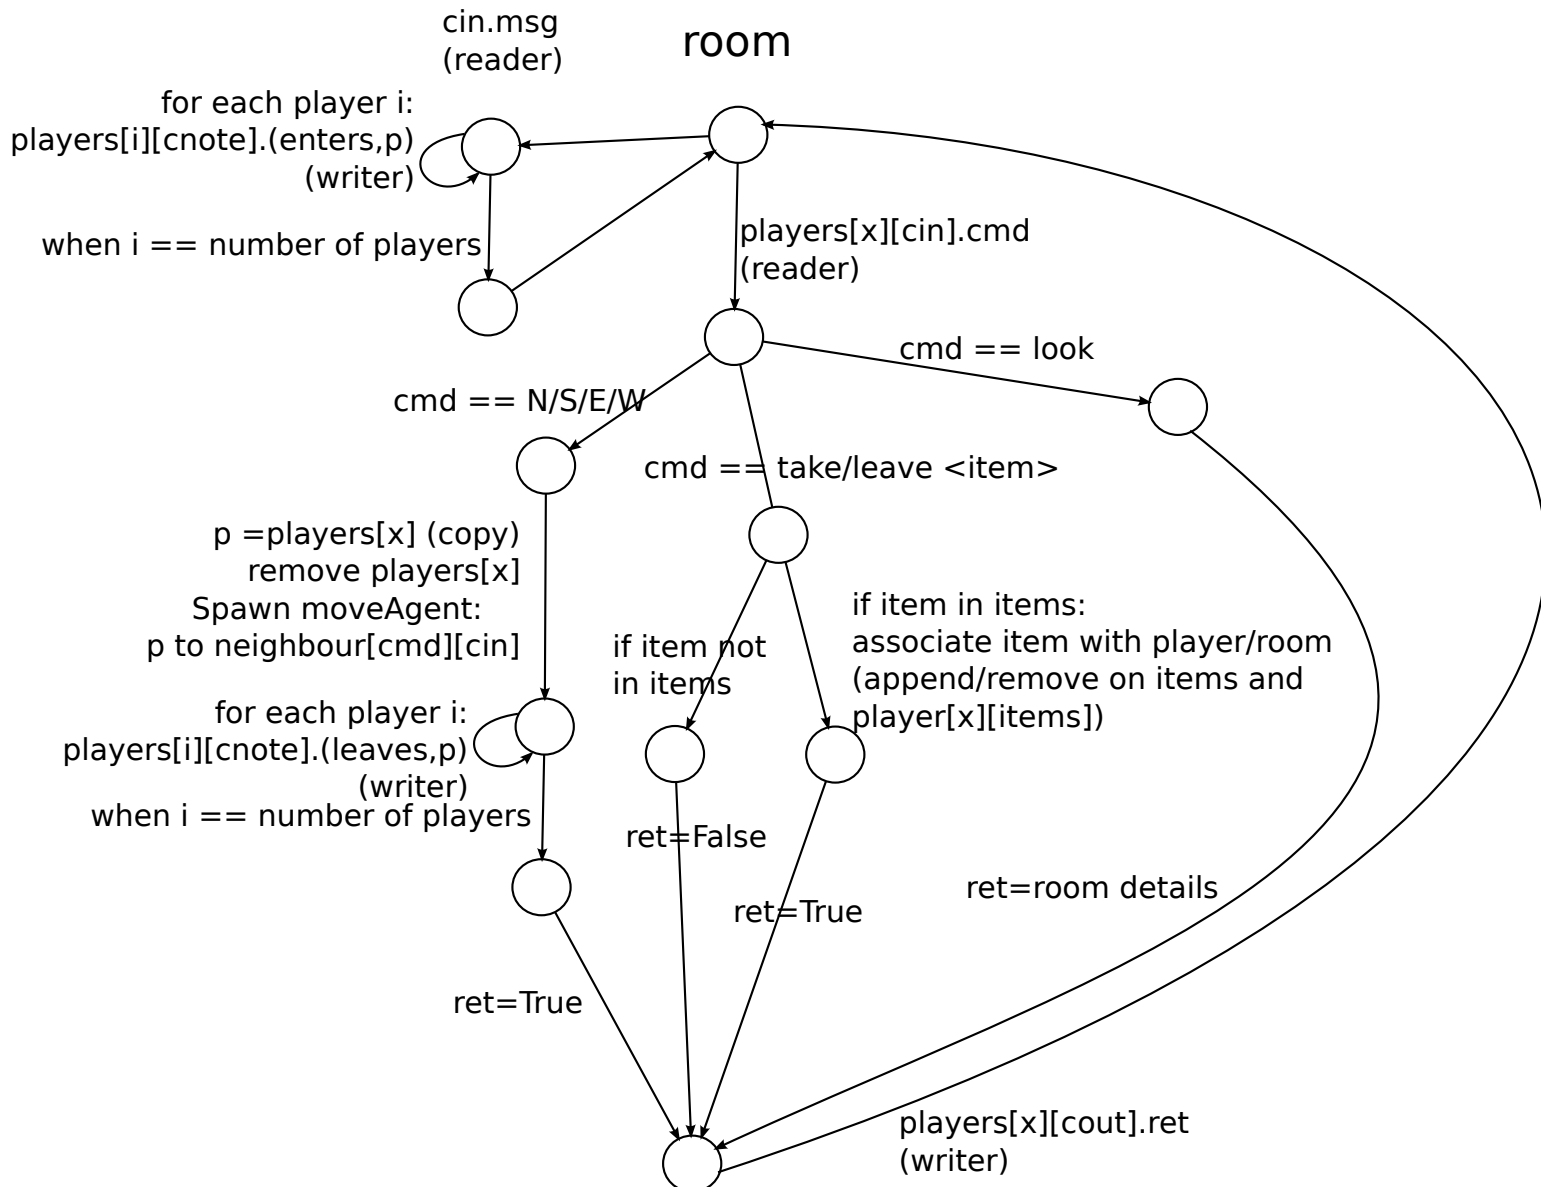 cin.msg
(reader)
room
for each player i:
players[i][cnote].(enters,p)
(writer)
when i == number of players
players[x][cin].cmd
(reader)
cmd == look
cmd == N/S/E/W
cmd == take/leave <item>
p =players[x] (copy)
remove players[x]
Spawn moveAgent:
p to neighbour[cmd][cin]
if item not
in items
if item in items:
associate item with player/room
(append/remove on items and
player[x][items])
for each player i:
players[i][cnote].(leaves,p)
(writer)
when i == number of players
ret=False
ret=True
ret=room details
ret=True
players[x][cout].ret
(writer)